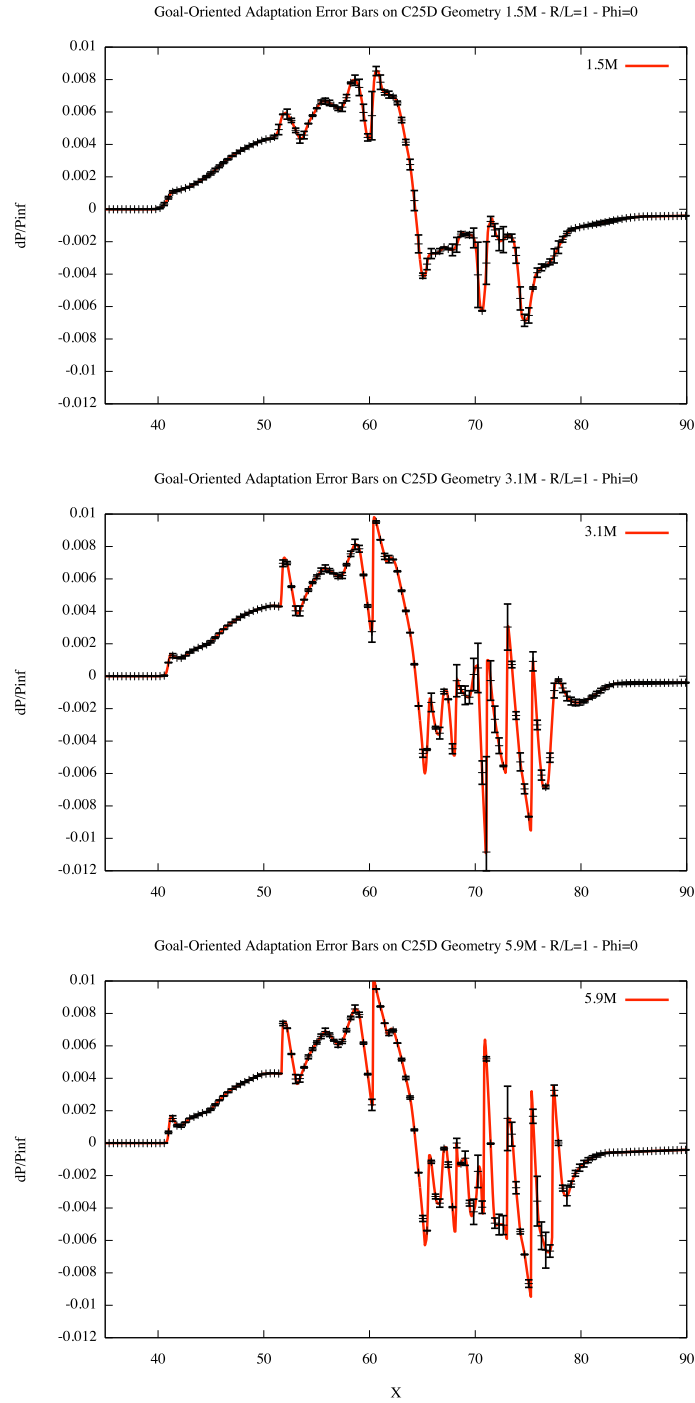 Goal-Oriented Adaptation Error Bars on C25D Geometry 1.5M - R/L=1 - Phi=0
0.01
1.5M
0.008
0.006
0.004
0.002
0
-0.002
-0.004
-0.006
-0.008
-0.01
-0.012
dP/Pinf
40 50 60 70 80 90
Goal-Oriented Adaptation Error Bars on C25D Geometry 3.1M - R/L=1 - Phi=0
0.01
3.1M
0.008
0.006
0.004
0.002
0
-0.002
-0.004
-0.006
-0.008
-0.01
-0.012
dP/Pinf
40 50 60 70 80 90
Goal-Oriented Adaptation Error Bars on C25D Geometry 5.9M - R/L=1 - Phi=0
0.01
5.9M
0.008
0.006
0.004
0.002
0
-0.002
-0.004
-0.006
-0.008
-0.01
-0.012
dP/Pinf
40 50 60 70 80 90
X